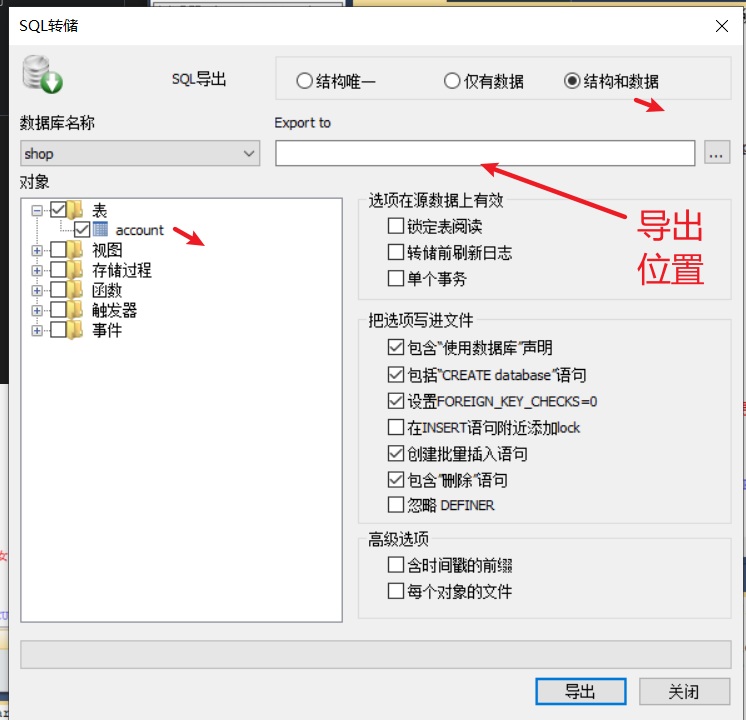 SQL转储
SQL导出
结构唯一
仅有数据
结构和数据
数据库名称
Export to
shop
...
对象
表
account
视图
存储过程
函数
触发器
事件
选项在源数据上有效
锁定表阅读
转储前刷新日志
单个事务
导出
位置
把选项写进文件
包含“使用数据库”声明
包括“CREATE database”语句
设置FOREIGN_KEY_CHECKS=0
在INSERT语句附近添加lock
创建批量插入语句
包含“删除”语句
忽略 DEFINER
高级选项
含时间戳的前缀
每个对象的文件
导出
关闭